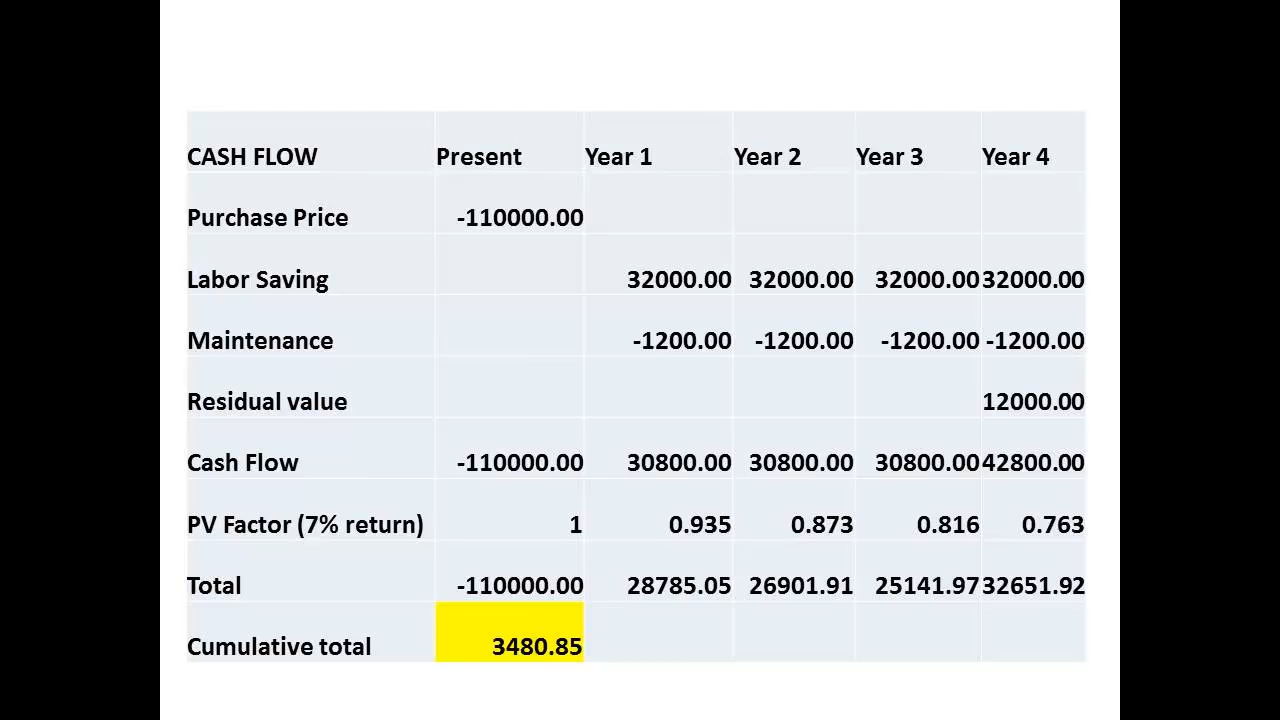 CASH FLOW Present Year 1 Year 2 Year 3 Year 4
Purchase Price -110000.00
Labor Saving 32000.00 32000.00 32000.00 32000.00
Maintenance -1200.00 -1200.00 -1200.00 -1200.00
Residual value 12000.00
Cash Flow -110000.00 30800.00 30800.00 30800.00 42800.00
PV Factor (7% return) 1 0.935 0.873 0.816 0.763
Total -110000.00 28785.05 26901.91 25141.97 32651.92
Cumulative total 3480.85